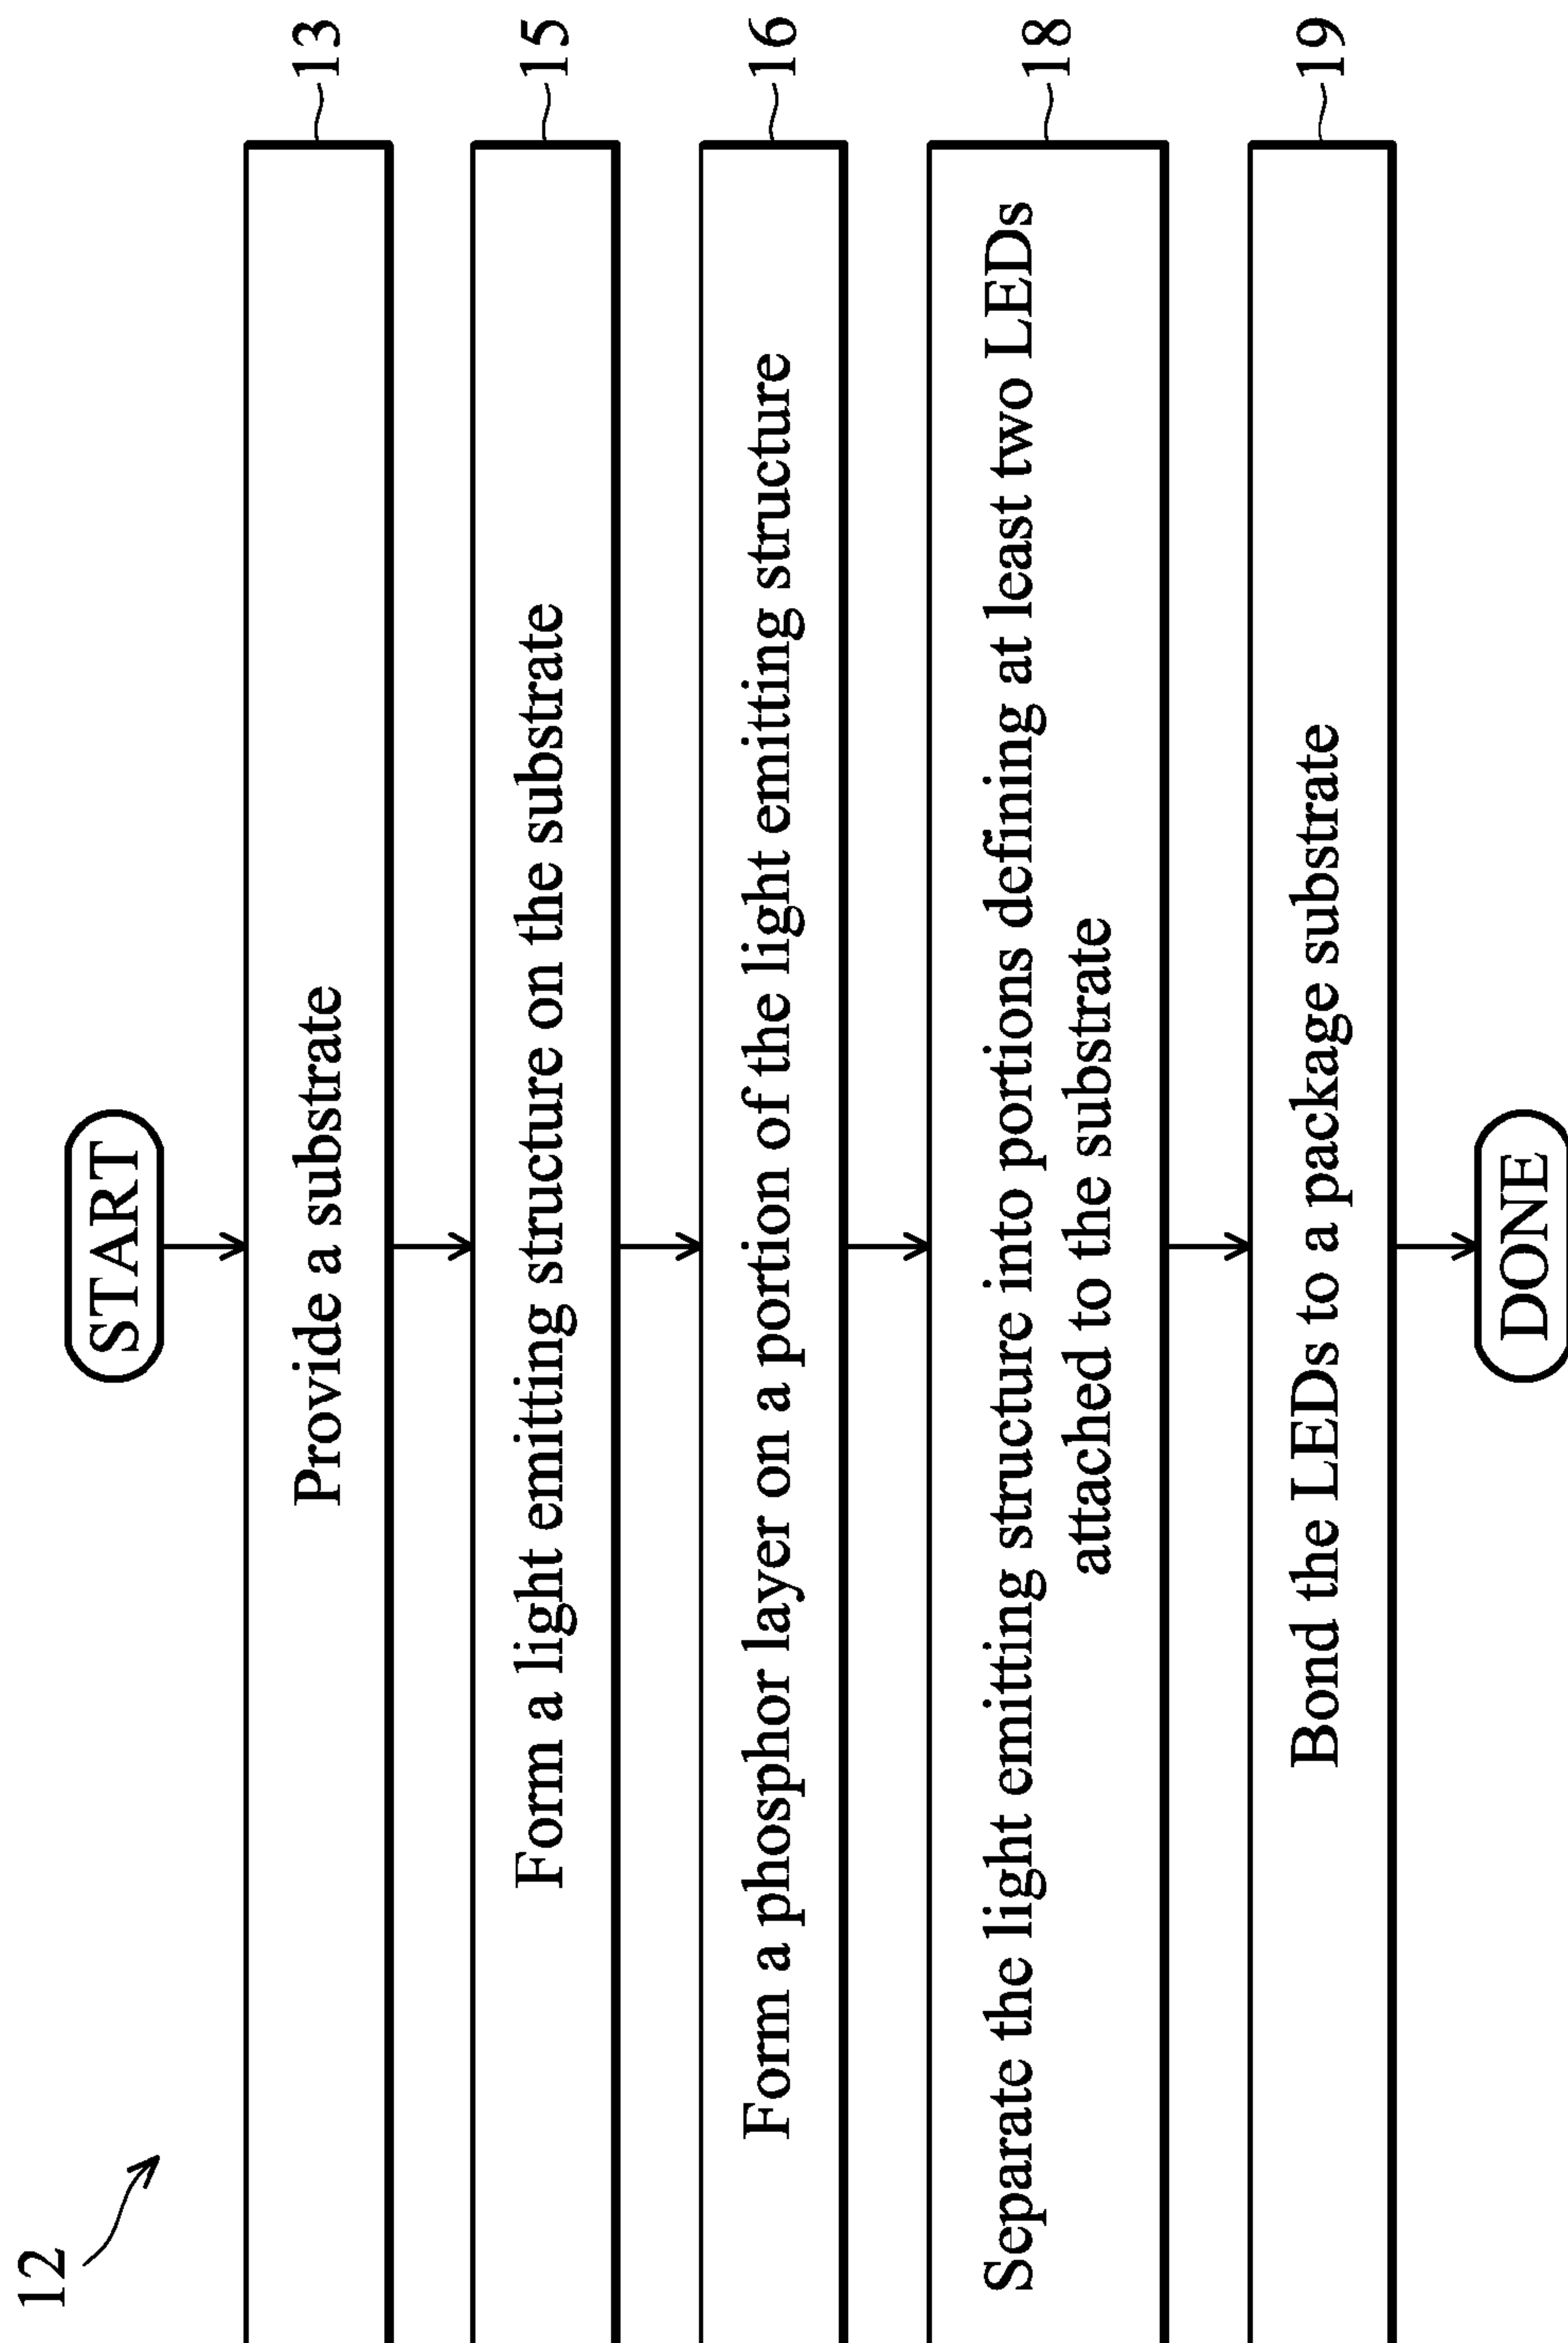 12
START
Provide a substrate
13
Form a light emitting structure on the substrate
15
Form a phosphor layer on a portion of the light emitting structure
16
Separate the light emitting structure into portions defining at least two LEDs
attached to the substrate
18
Bond the LEDs to a package substrate
19
DONE